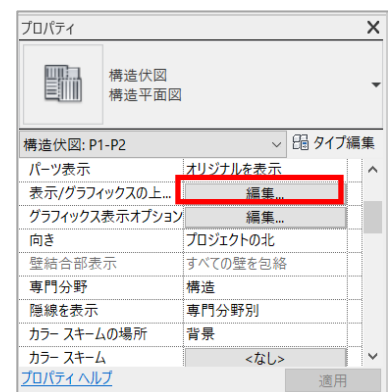 プロパティ
構造伏図
構造平面図
構造伏図: P1-P2 タイプ編集
パーツ表示 オリジナルを表示
表示/グラフィックスの上... 編集...
グラフィックス表示オプション 編集...
向き プロジェクトの北
壁結合部表示 すべての壁を包絡
専門分野 構造
隠線を表示 専門分野別
カラー スキームの場所 背景
カラー スキーム <なし>
プロパティ ヘルプ 適用